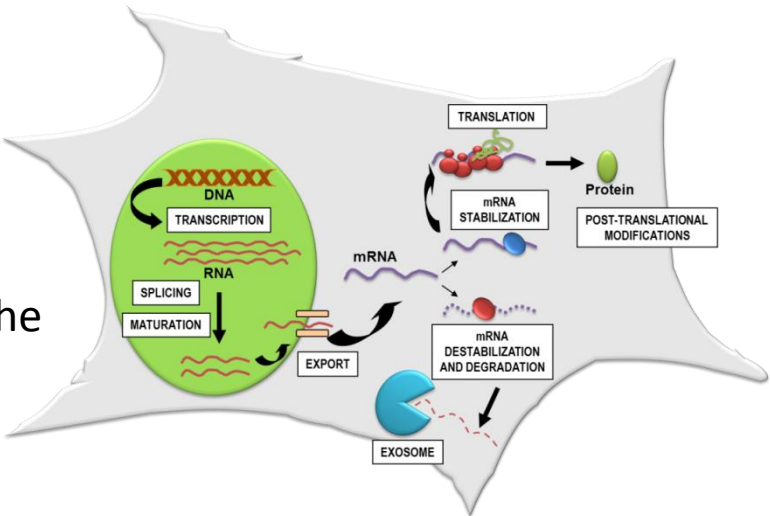 TRANSLATION
DNA
Protein
TRANSCRIPTION
mRNA
STABILIZATION
POST-TRANSLATIONAL
MODIFICATIONS
mRNA
RNA
SPLICING
he
MATURATION
mRNA
DESTABILIZATION
AND DEGRADATION
EXPORT
EXOSOME